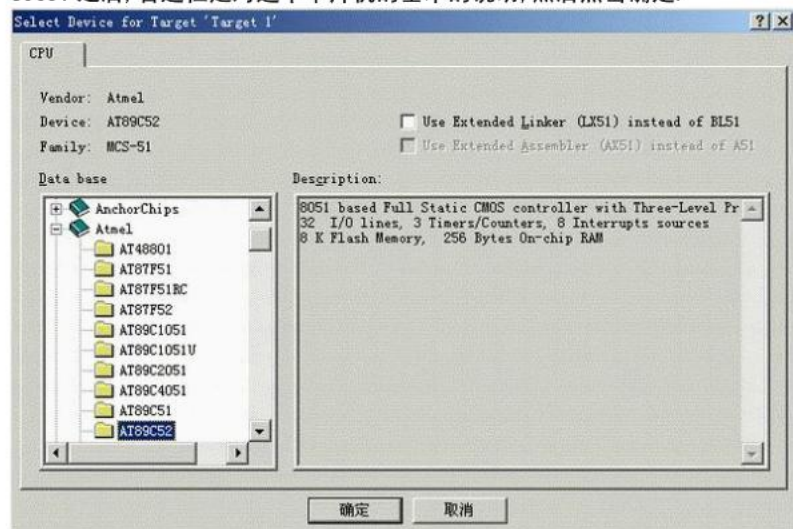 Select Device for Target 'Target 1'
CPU
Vendor: Atmel
Device: AT89C52
Family: MCS-51
Use Extended Linker (LX51) instead of BL51
Use Extended Assembler (AX51) instead of A51
Data base
Description:
AnchorChips
Atmel
AT48801
AT87F51
AT87F51RC
AT87F52
AT89C1051
AT89C1051U
AT89C2051
AT89C4051
AT89C51
AT89C52
8051 based Full Static CMOS controller with Three-Level Pr
32 I/O lines, 3 Timers/Counters, 8 Interrupts sources
8 K Flash Memory, 256 Bytes On-chip RAM
确定
取消